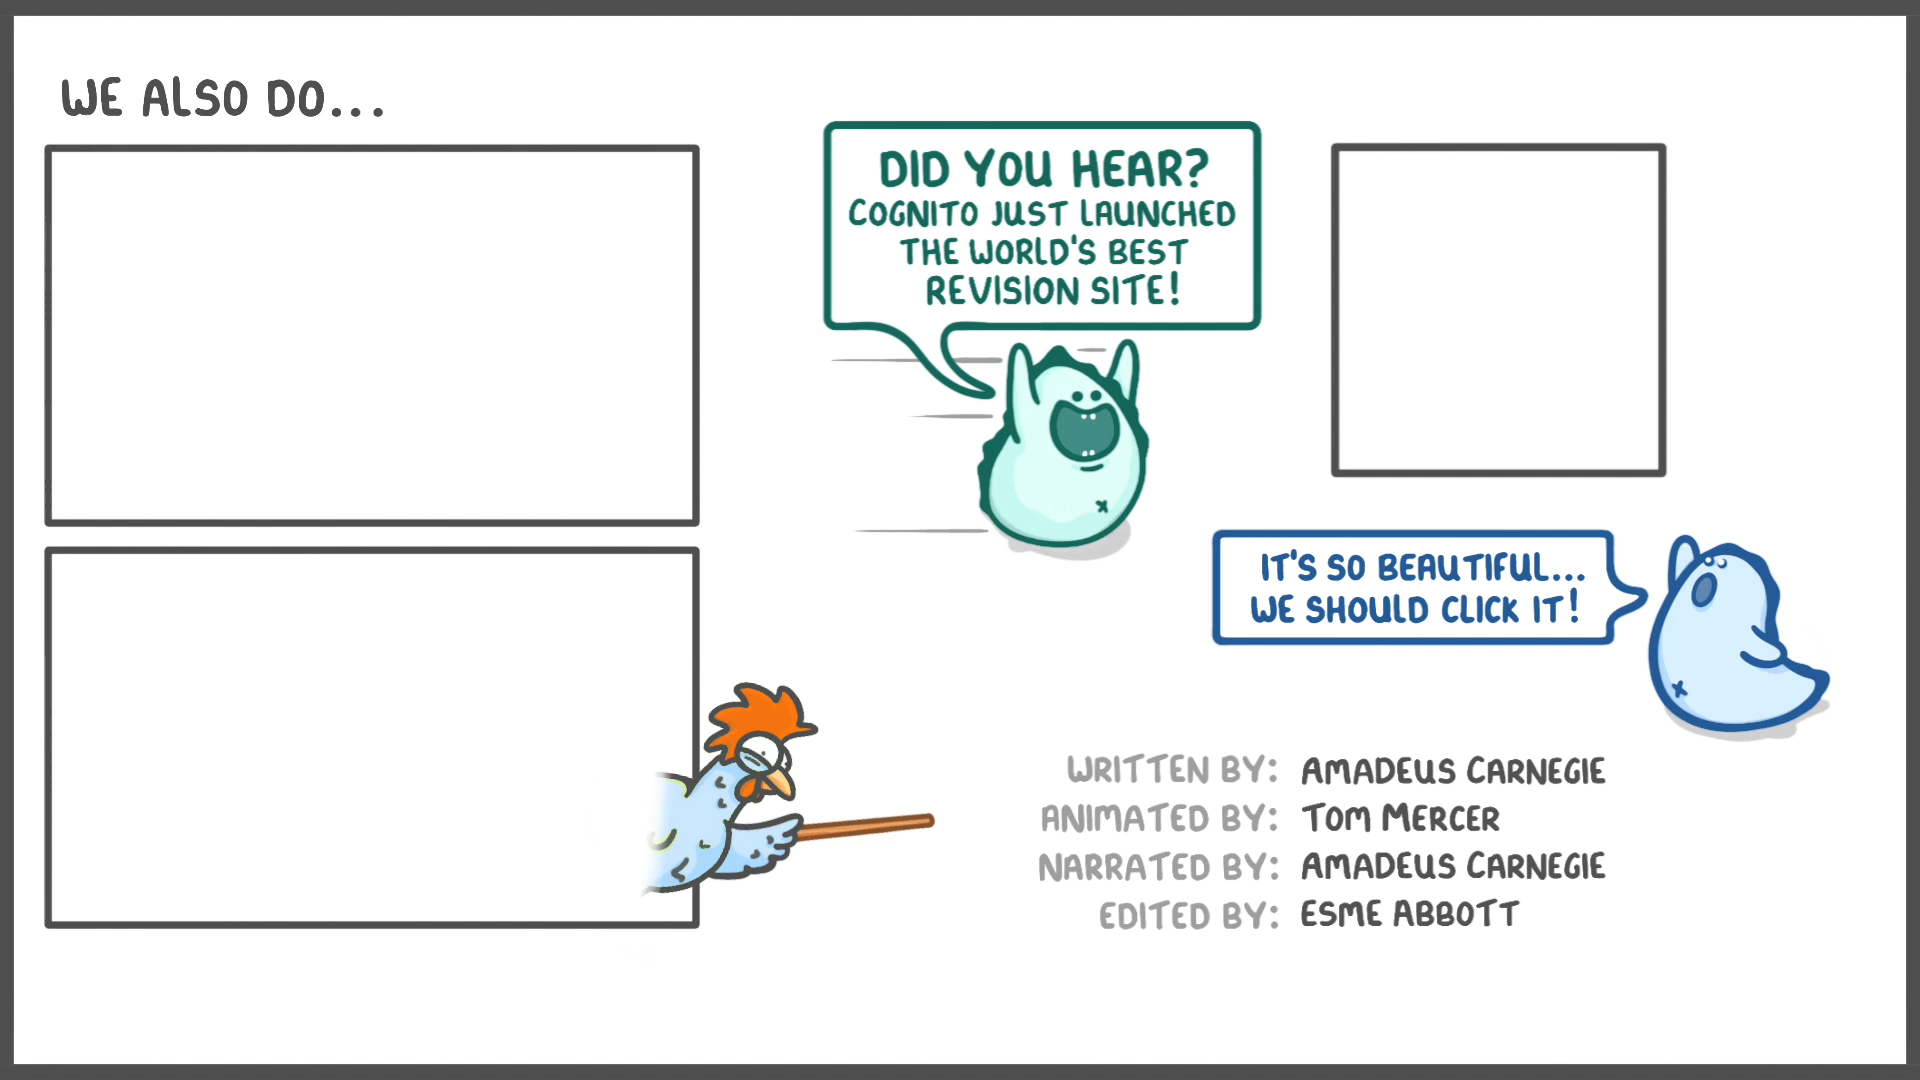 WE ALSO DO...
DID YOU HEAR?
COGNITO JUST LAUNCHED
THE WORLD'S BEST
REVISION SITE!
IT'S SO BEAUTIFUL...
WE SHOULD CLICK IT!
WRITTEN BY: AMADEUS CARNEGIE
ANIMATED BY: TOM MERCER
NARRATED BY: AMADEUS CARNEGIE
EDITED BY: ESME ABBOTT